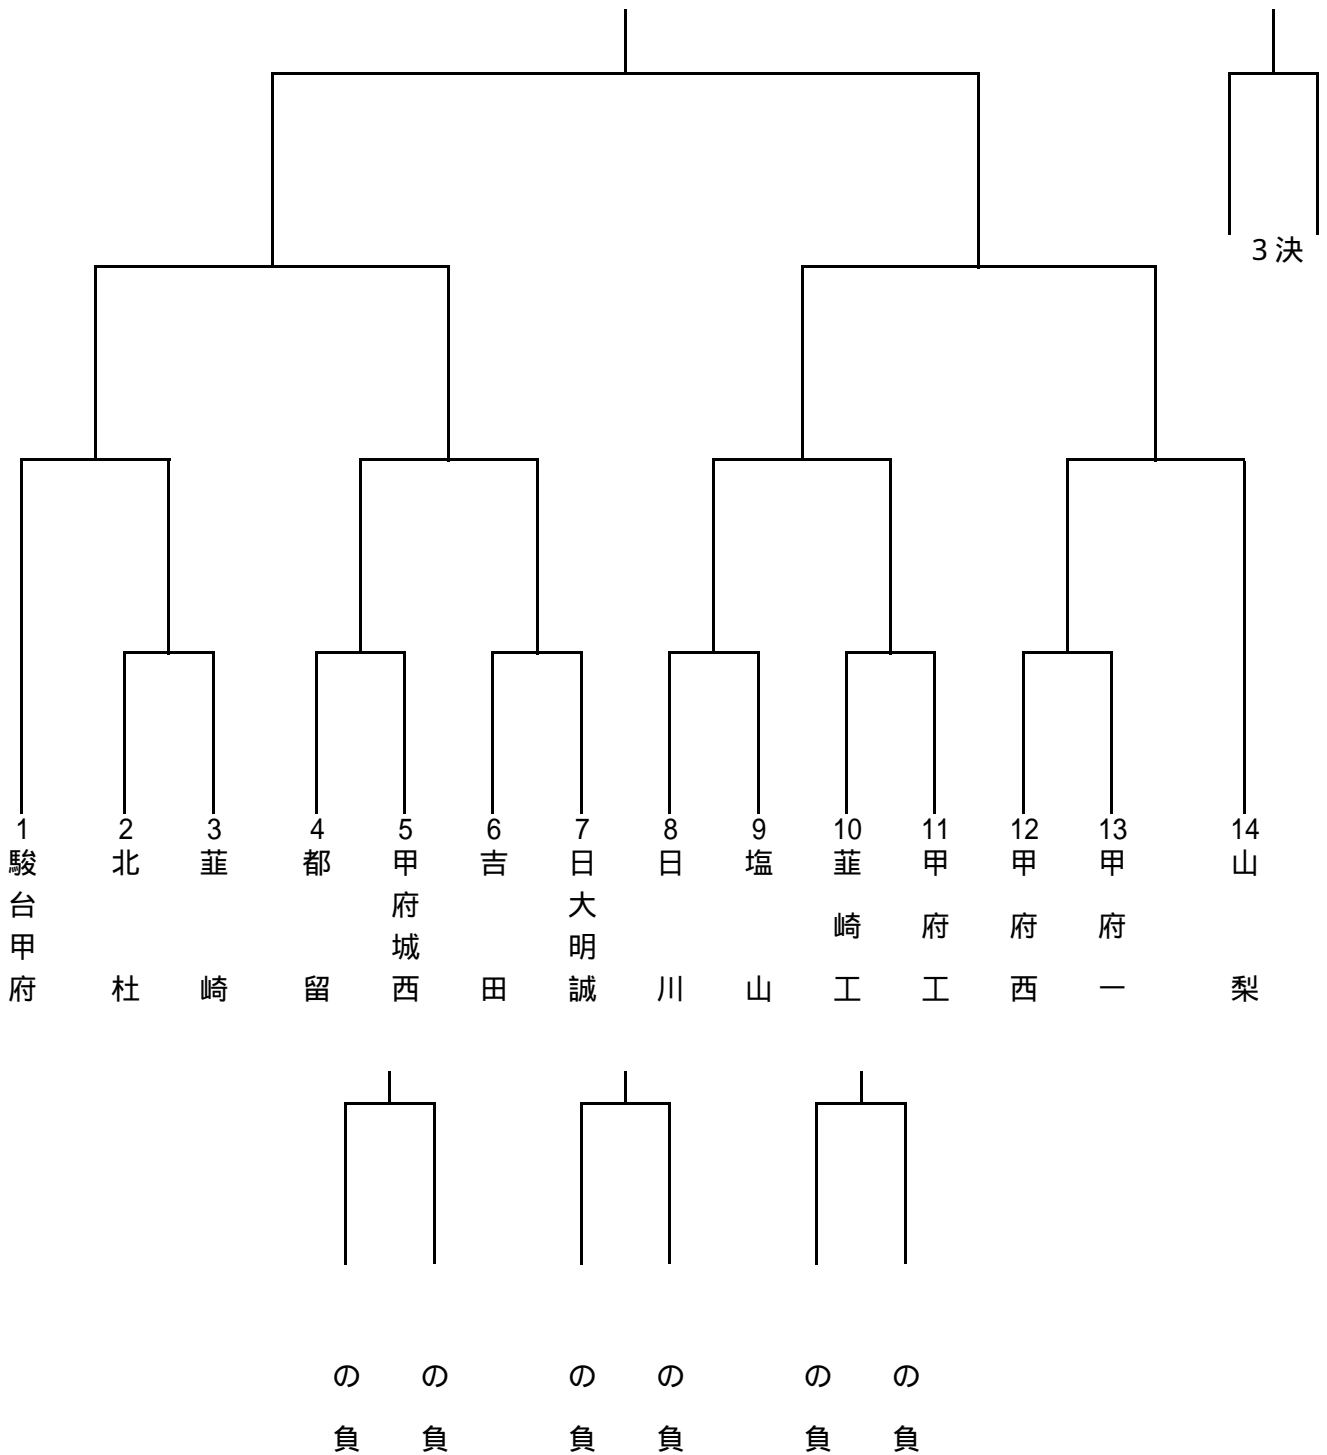 3決
1 駿台甲府
2 北杜
3 韮崎
4 都留
5 甲府城西
6 吉田
7 日大明誠
8 日川
9 塩山
10 韮崎工
11 甲府工
12 甲府西
13 甲府一
14 山梨
の負
の負
の負
の負
の負
の負